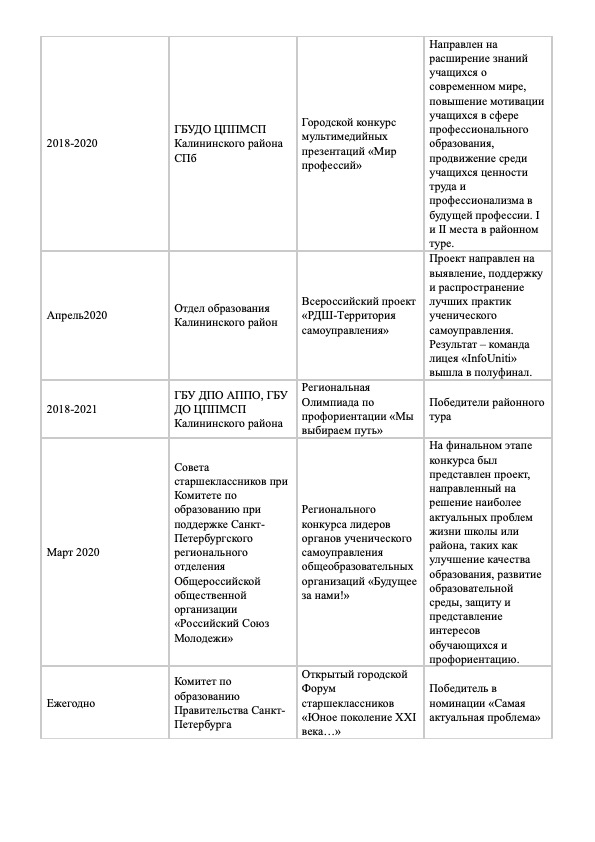 2018-2020
ГБУДО ЦППМСП
Калининского района
СПб
Городской конкурс
мультимедийных
презентаций «Мир
профессий»
Направлен на
расширение знаний
учащихся о
современном мире,
повышение мотивации
учащихся в сфере
профессионального
образования,
продвижение среди
учащихся ценности
труда и
профессионализма в
будущей профессии. I
и II места в районном
туре.
Апрель2020
Отдел образования
Калининского район
Всероссийский проект
«РДШ-Территория
самоуправления»
Проект направлен на
выявление, поддержку
и распространение
лучших практик
ученического
самоуправления.
Результат – команда
лицея «InfoUniti»
вышла в полуфинал.
2018-2021
ГБУ ДПО АППО, ГБУ
ДО ЦППМСП
Калининского района
Региональная
Олимпиада по
профориентации «Мы
выбираем путь»
Победители районного
тура
Март 2020
Совета
старшеклассников при
Комитете по
образованию при
поддержке Санкт-
Петербургского
регионального
отделения
Общероссийской
общественной
организации
«Российский Союз
Молодежи»
Регионального
конкурса лидеров
органов ученического
самоуправления
общеобразовательных
организаций «Будущее
за нами!»
На финальном этапе
конкурса был
представлен проект,
направленный на
решение наиболее
актуальных проблем
жизни школы или
района, таких как
улучшение качества
образования, развитие
образовательной
среды, защиту и
представление
интересов
обучающихся и
профориентацию.
Ежегодно
Комитет по
образованию
Правительства Санкт-
Петербурга
Открытый городской
Форум
старшеклассников
«Юное поколение XXI
века…»
Победитель в
номинации «Самая
актуальная проблема»